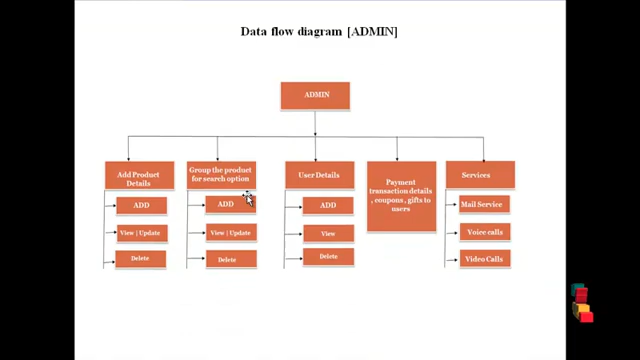 Data flow diagram [ADMIN]
ADMIN
Add Product
Details
ADD
View | Update
Delete
Group the product
for search option
ADD
View | Update
Delete
User Details
ADD
View
Delete
Payment
transaction details
, coupons, gifts to
users
Services
Mail Service
Voice calls
Video Calls